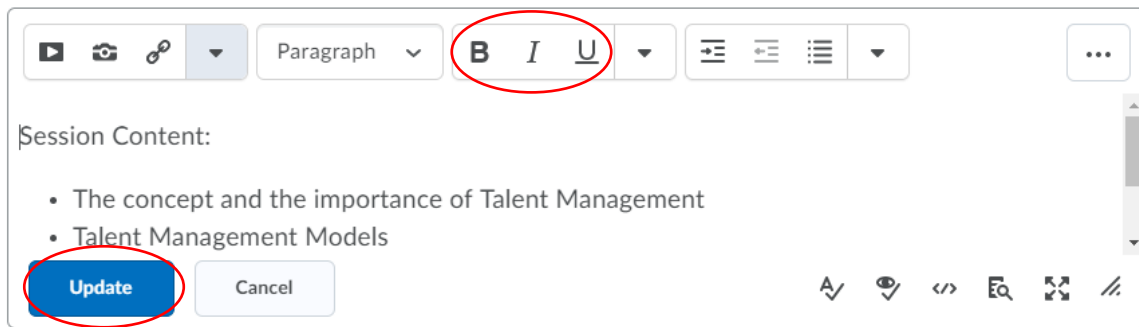 Paragraph B I U
Session Content:
• The concept and the importance of Talent Management
• Talent Management Models
Update Cancel